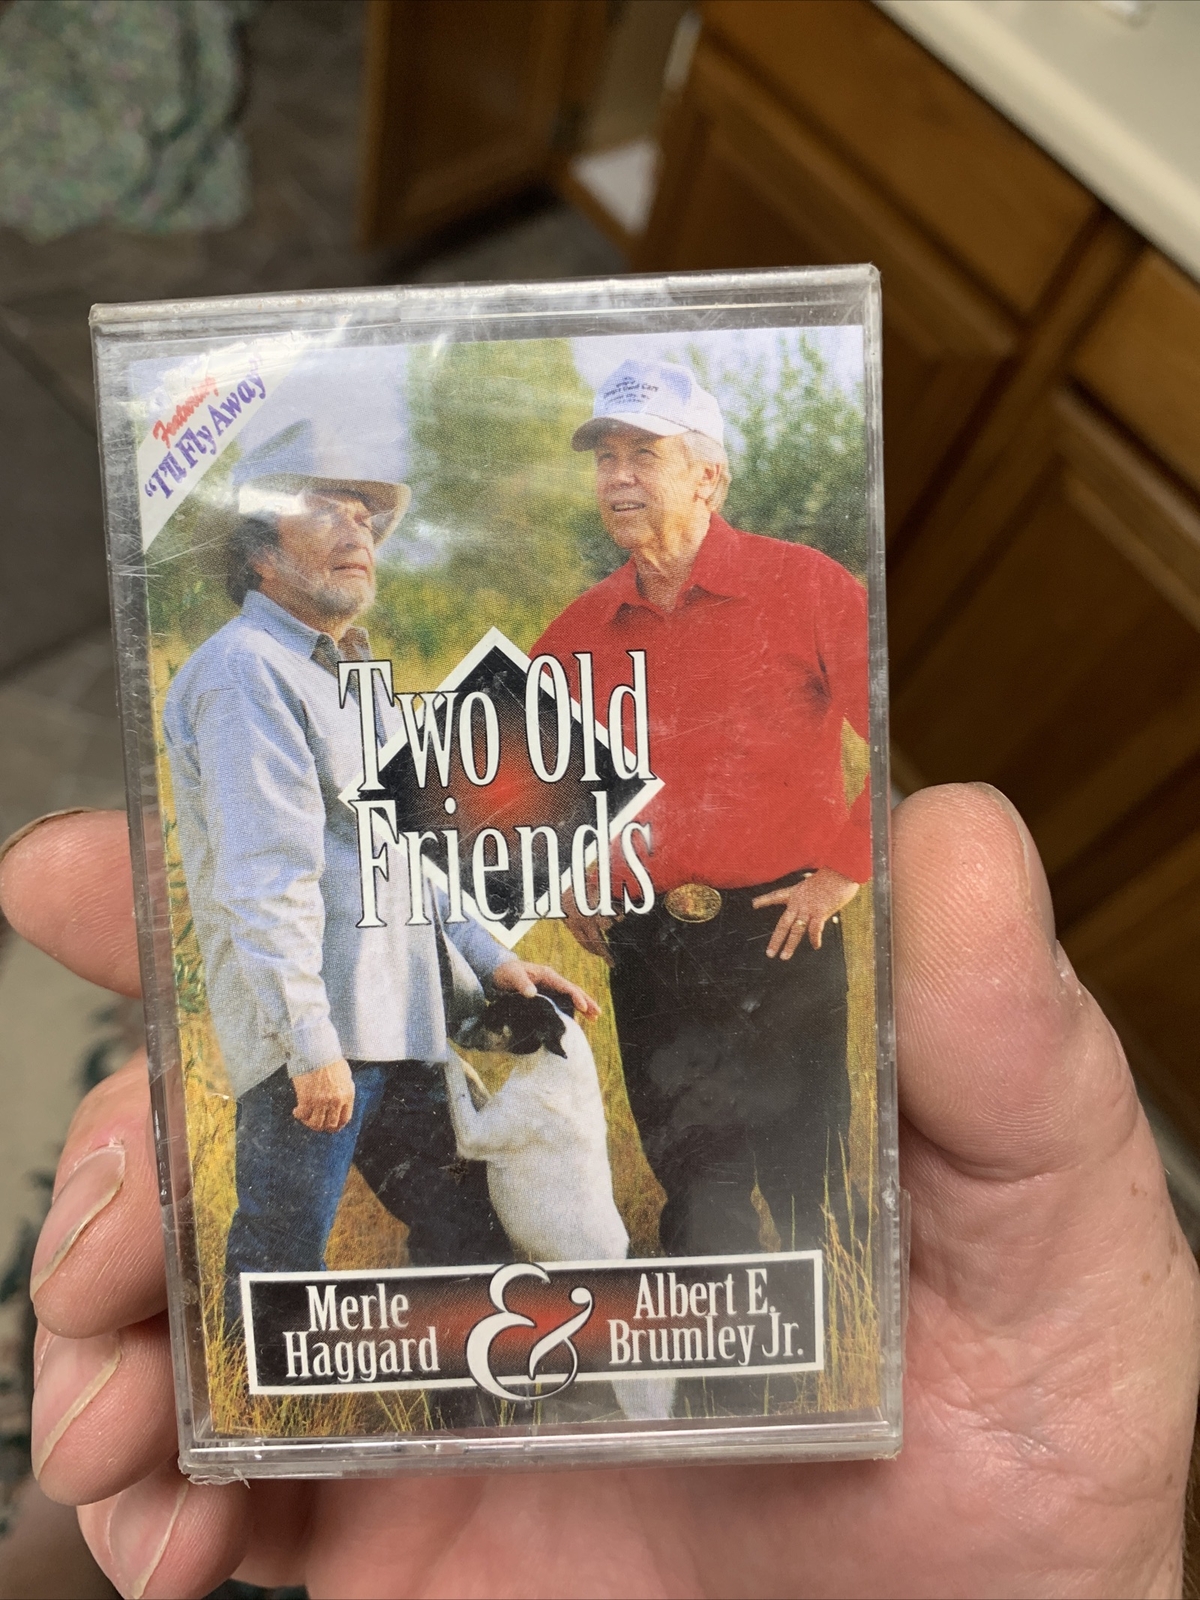 Featuring
"I'll Fly Away"
Two Old
Friends
Merle
Haggard
&
Albert E.
Brumley Jr.